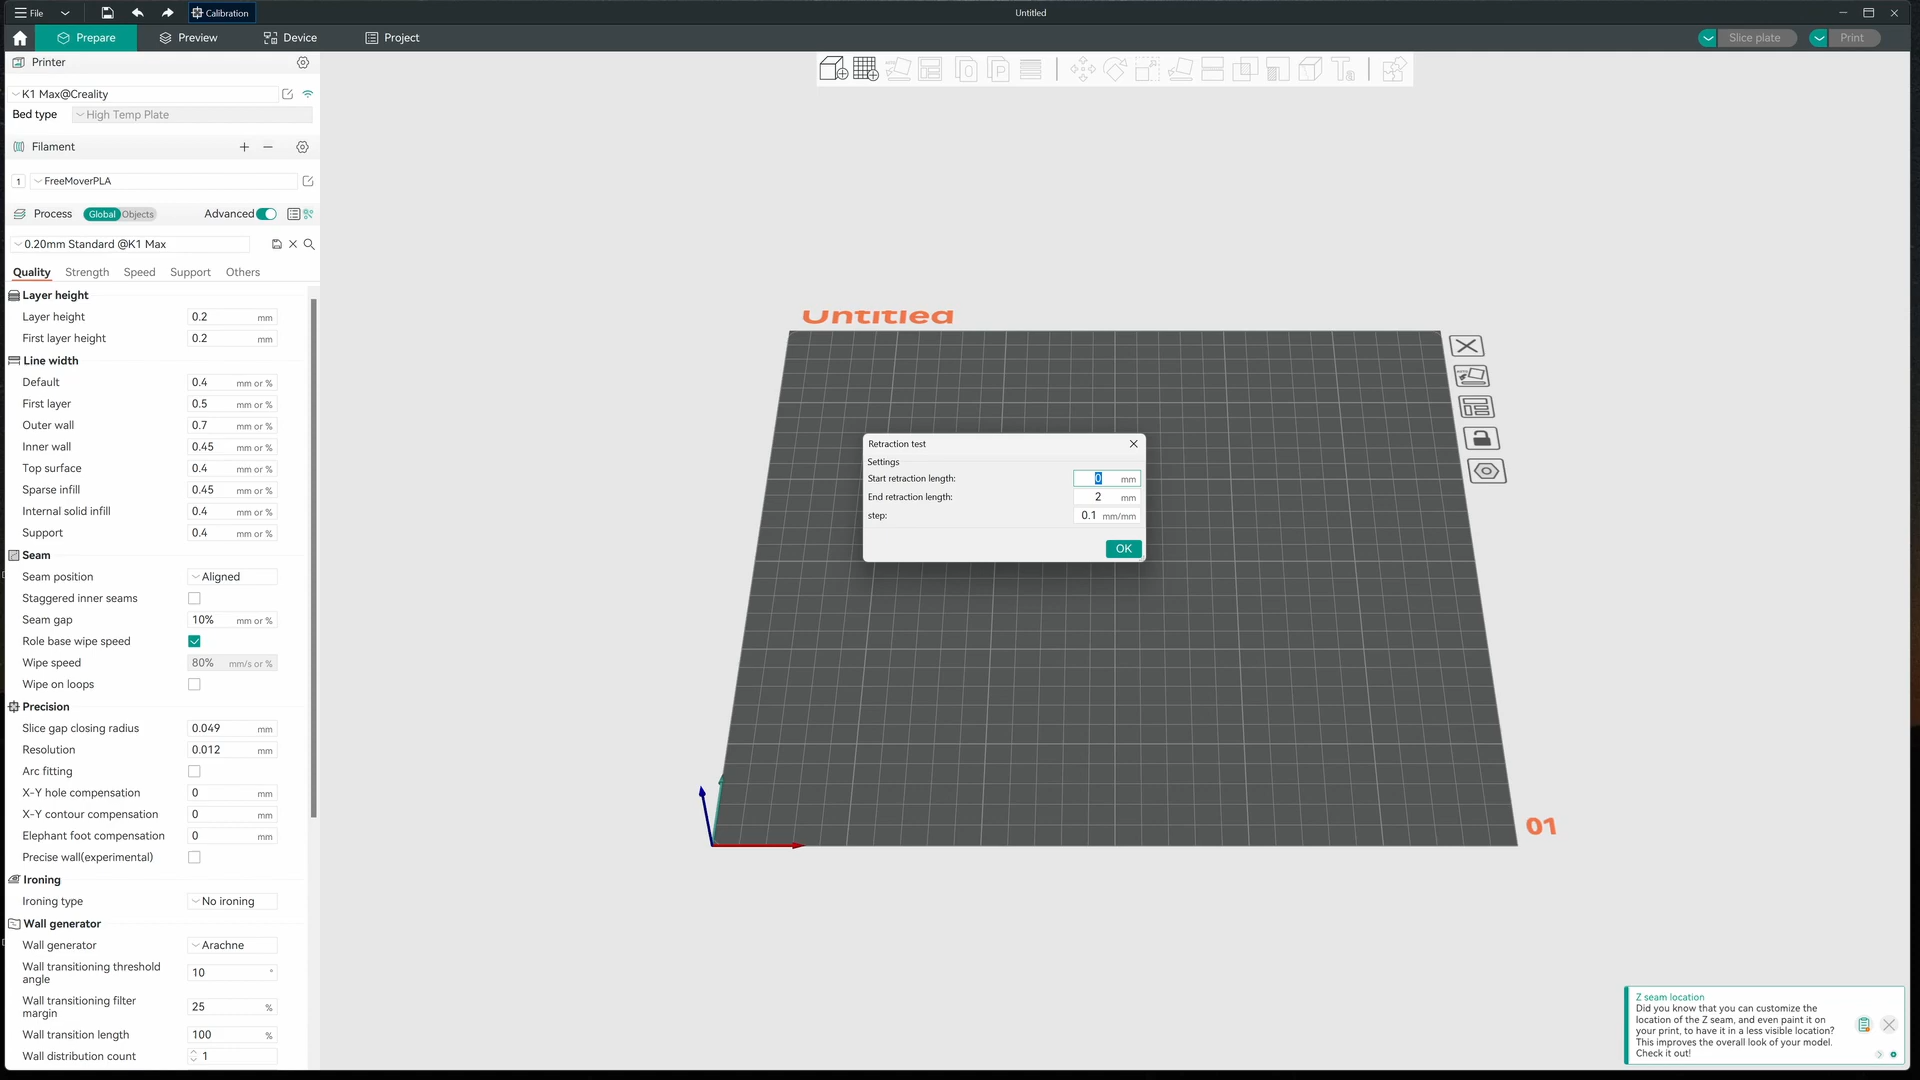 File
Calibration
Untitled
Prepare
Preview
Device
Project
Slice plate
Print
Printer
K1 Max@Creality
Bed type
High Temp Plate
Filament
1
FreeMoverPLA
Process
Global
Objects
Advanced
0.20mm Standard @K1 Max
Quality
Strength
Speed
Support
Others
Layer height
Layer height 0.2 mm
First layer height 0.2 mm
Line width
Default 0.4 mm or %
First layer 0.5 mm or %
Outer wall 0.7 mm or %
Inner wall 0.45 mm or %
Top surface 0.4 mm or %
Sparse infill 0.45 mm or %
Internal solid infill 0.4 mm or %
Support 0.4 mm or %
Seam
Seam position Aligned
Staggered inner seams
Seam gap 10% mm or %
Role base wipe speed
Wipe speed 80% mm/s or %
Wipe on loops
Precision
Slice gap closing radius 0.049 mm
Resolution 0.012 mm
Arc fitting
X-Y hole compensation 0 mm
X-Y contour compensation 0 mm
Elephant foot compensation 0 mm
Precise wall(experimental)
Ironing
Ironing type No ironing
Wall generator
Wall generator Arachne
Wall transitioning threshold
angle 10 °
Wall transitioning filter
margin 25 %
Wall transition length 100 %
Wall distribution count 1
Untitled
Retraction test
Settings
Start retraction length: 0 mm
End retraction length: 2 mm
step: 0.1 mm/mm
OK
01
Z seam location
Did you know that you can customize the
location of the Z seam, and even paint it on
your print, to have it in a less visible location?
This improves the overall look of your model.
Check it out!